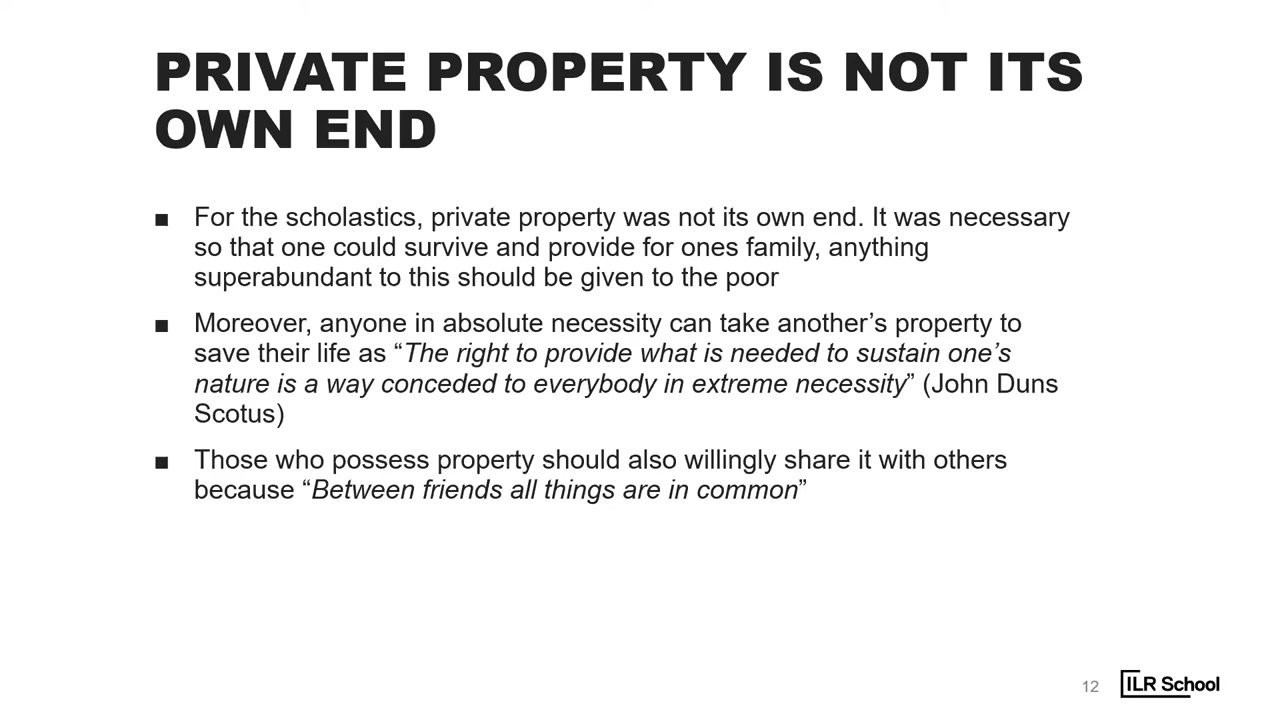 PRIVATE PROPERTY IS NOT ITS
OWN END
■ For the scholastics, private property was not its own end. It was necessary
so that one could survive and provide for ones family, anything
superabundant to this should be given to the poor
■ Moreover, anyone in absolute necessity can take another’s property to
save their life as “The right to provide what is needed to sustain one’s
nature is a way conceded to everybody in extreme necessity” (John Duns
Scotus)
■ Those who possess property should also willingly share it with others
because “Between friends all things are in common”
12
ILR School